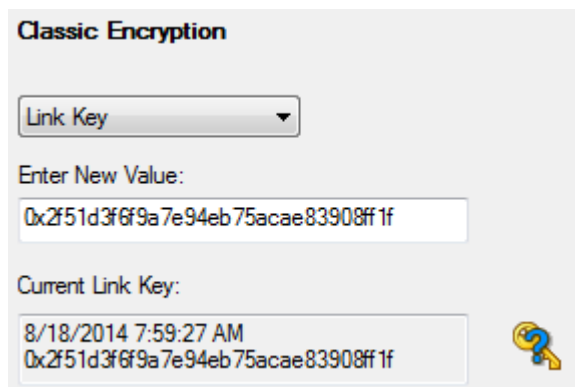 Classic Encryption
Link Key
Enter New Value:
0x2f51d3f6f9a7e94eb75acae83908ff1f
Current Link Key:
8/18/2014 7:59:27 AM
0x2f51d3f6f9a7e94eb75acae83908ff1f